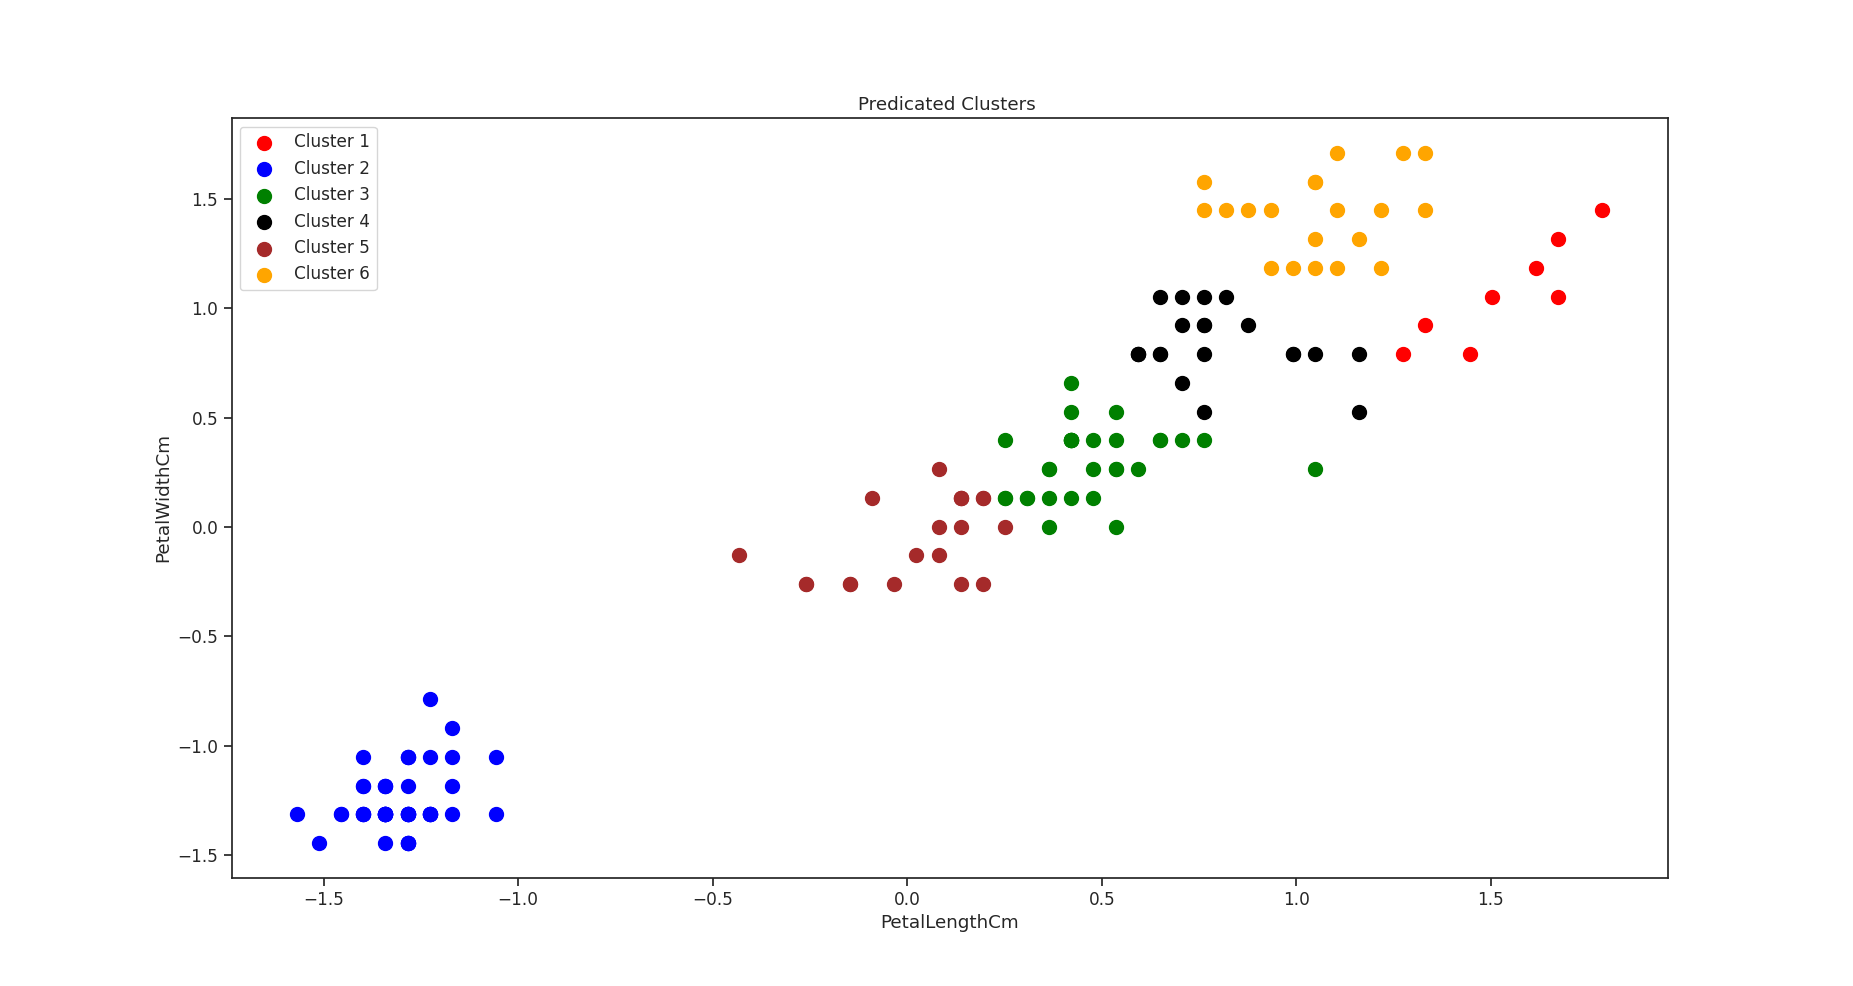 Predicated Clusters
Cluster 1
Cluster 2
Cluster 3
Cluster 4
Cluster 5
Cluster 6
1.5
1.0
0.5
0.0
−0.5
−1.0
−1.5
PetalWidthCm
−1.5 −1.0 −0.5 0.0 0.5 1.0 1.5
PetalLengthCm